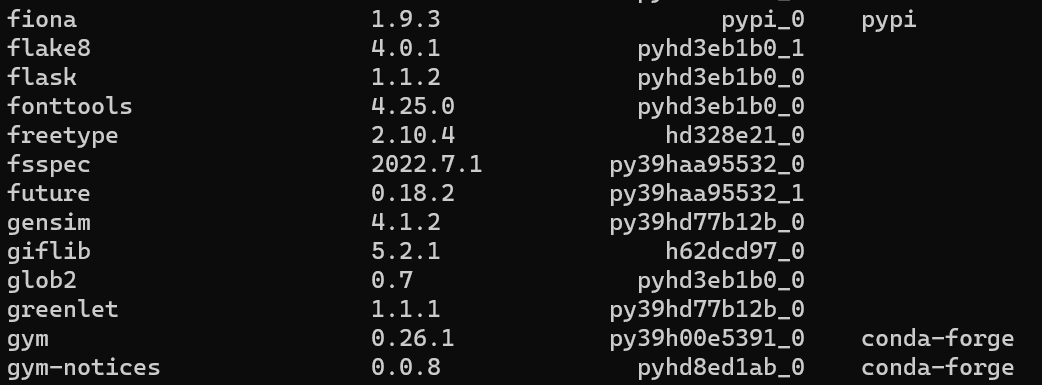 fiona 1.9.3 pypi_0 pypi
flake8 4.0.1 pyhd3eb1b0_1
flask 1.1.2 pyhd3eb1b0_0
fonttools 4.25.0 pyhd3eb1b0_0
freetype 2.10.4 hd328e21_0
fsspec 2022.7.1 py39haa95532_0
future 0.18.2 py39haa95532_1
gensim 4.1.2 py39hd77b12b_0
giflib 5.2.1 h62dcd97_0
glob2 0.7 pyhd3eb1b0_0
greenlet 1.1.1 py39hd77b12b_0
gym 0.26.1 py39h00e5391_0 conda-forge
gym-notices 0.0.8 pyhd8ed1ab_0 conda-forge